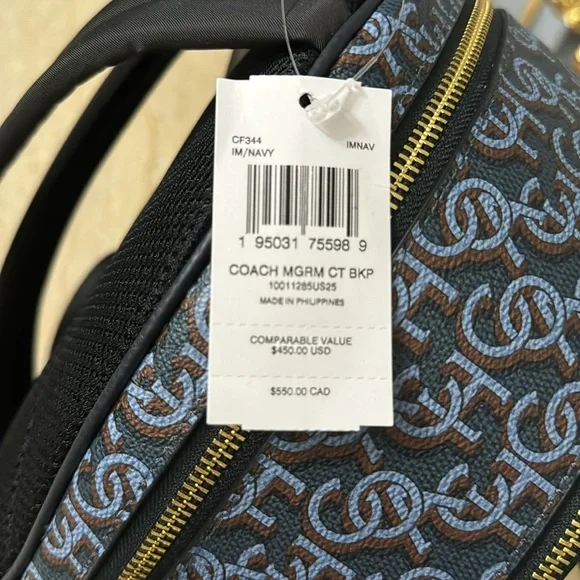 CF344 IMNAV
IM/NAVY
1 95031 75598 9
COACH MGRM CT BKP
10011285US25
MADE IN PHILIPPINES
COMPARABLE VALUE
$450.00 USD
$550.00 CAD